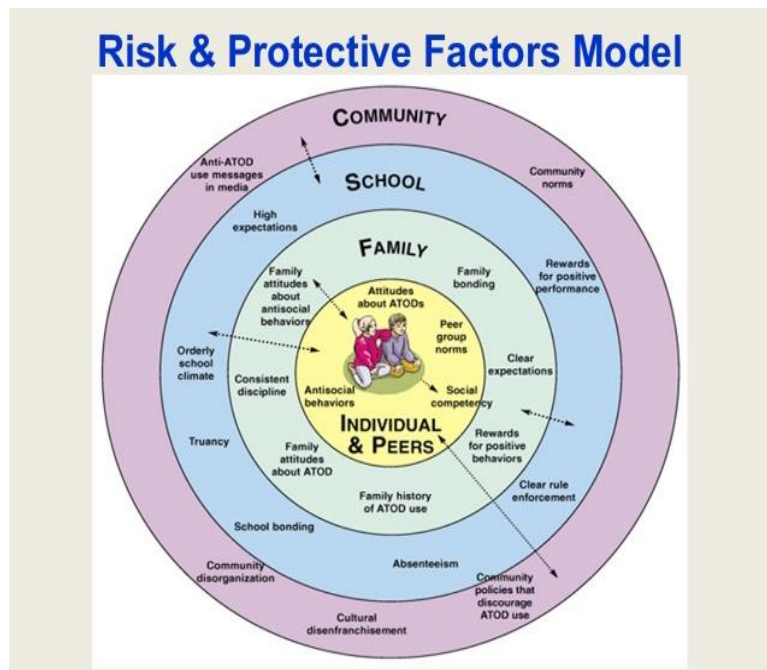 Risk & Protective Factors Model
COMMUNITY
Anti-ATOD
use messages
in media
Community
norms
SCHOOL
High
expectations
Rewards
for positive
performance
FAMILY
Family
attitudes
about
antisocial
behaviors
Family
bonding
Attitudes
about ATODs
Peer
group
norms
Orderly
school
climate
Consistent
discipline
Clear
expectations
Antisocial
behaviors
Social
competency
INDIVIDUAL
& PEERS
Truancy
Family
attitudes
about ATOD
Rewards
for positive
behaviors
Family history
of ATOD use
Clear rule
enforcement
School bonding
Absenteeism
Community
disorganization
Community
policies that
discourage
ATOD use
Cultural
disenfranchisement